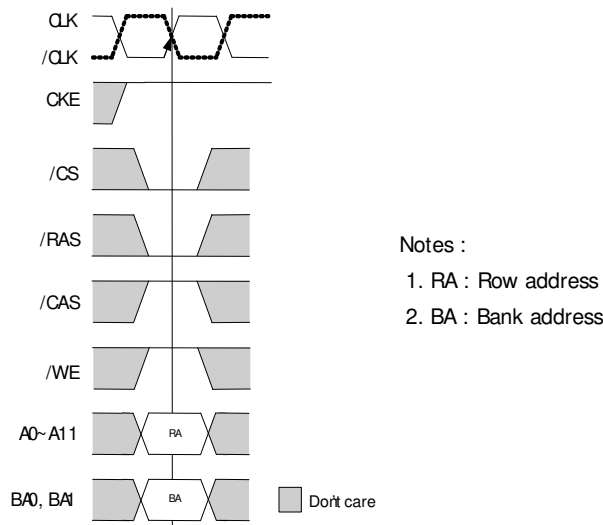 CLK
/CLK
CKE
/CS
/RAS
/CAS
/WE
A0~A11
RA
BA0, BA1
BA
Don't care
Notes :
1. RA : Row address
2. BA : Bank address